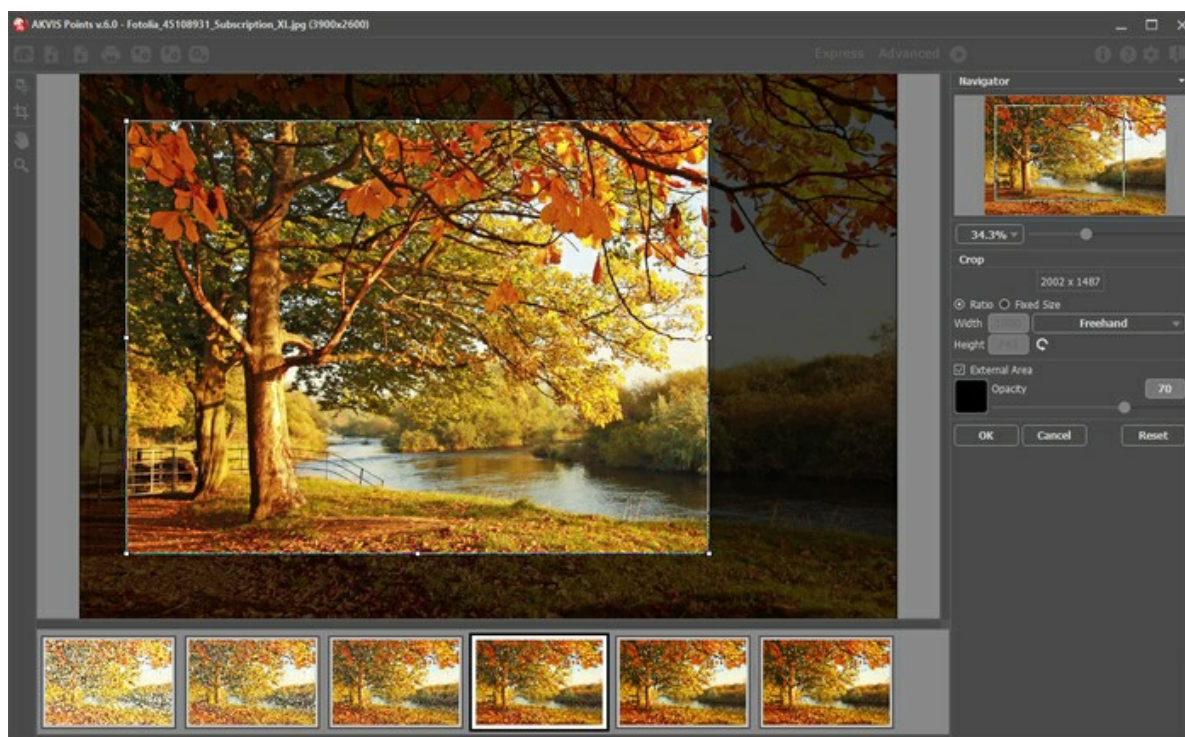 AKVIS Points v.6.0 - Fotolia_45108931_Subscription_XL.jpg (3900x2600)
Express Advanced
Navigator
34.3%
Crop
2002 x 1487
Ratio Fixed Size
Width Freehand
Height
External Area
Opacity 70
OK Cancel Reset